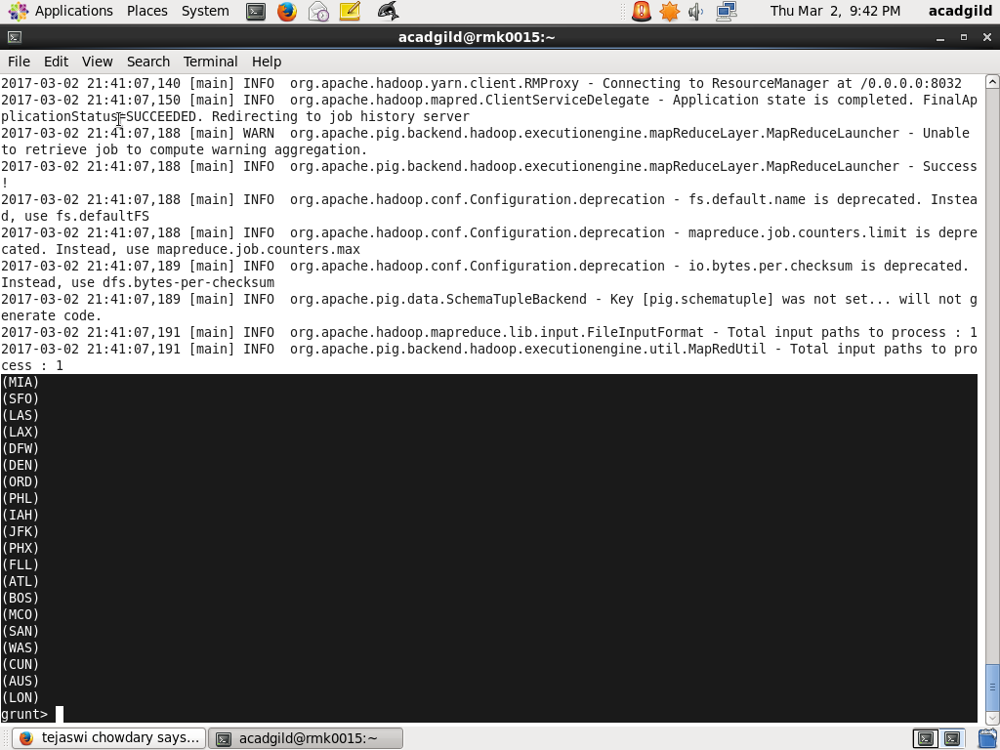 Applications Places System Thu Mar 2, 9:42 PM acadgild
acadgild@rmk0015:~
File Edit View Search Terminal Help
2017-03-02 21:41:07,140 [main] INFO  org.apache.hadoop.yarn.client.RMProxy - Connecting to ResourceManager at /0.0.0.0:8032
2017-03-02 21:41:07,150 [main] INFO  org.apache.hadoop.mapred.ClientServiceDelegate - Application state is completed. FinalAp
plicationStatus=SUCCEEDED. Redirecting to job history server
2017-03-02 21:41:07,188 [main] WARN  org.apache.pig.backend.hadoop.executionengine.mapReduceLayer.MapReduceLauncher - Unable
to retrieve job to compute warning aggregation.
2017-03-02 21:41:07,188 [main] INFO  org.apache.pig.backend.hadoop.executionengine.mapReduceLayer.MapReduceLauncher - Success
!
2017-03-02 21:41:07,188 [main] INFO  org.apache.hadoop.conf.Configuration.deprecation - fs.default.name is deprecated. Instea
d, use fs.defaultFS
2017-03-02 21:41:07,188 [main] INFO  org.apache.hadoop.conf.Configuration.deprecation - mapreduce.job.counters.limit is depre
cated. Instead, use mapreduce.job.counters.max
2017-03-02 21:41:07,189 [main] INFO  org.apache.hadoop.conf.Configuration.deprecation - io.bytes.per.checksum is deprecated.
Instead, use dfs.bytes-per-checksum
2017-03-02 21:41:07,189 [main] INFO  org.apache.pig.data.SchemaTupleBackend - Key [pig.schematuple] was not set... will not g
enerate code.
2017-03-02 21:41:07,191 [main] INFO  org.apache.hadoop.mapreduce.lib.input.FileInputFormat - Total input paths to process : 1
2017-03-02 21:41:07,191 [main] INFO  org.apache.pig.backend.hadoop.executionengine.util.MapRedUtil - Total input paths to pro
cess : 1
(MIA)
(SFO)
(LAS)
(LAX)
(DFW)
(DEN)
(ORD)
(PHL)
(IAH)
(JFK)
(PHX)
(FLL)
(ATL)
(BOS)
(MCO)
(SAN)
(WAS)
(CUN)
(AUS)
(LON)
grunt>
tejaswi chowdary says... acadgild@rmk0015:~